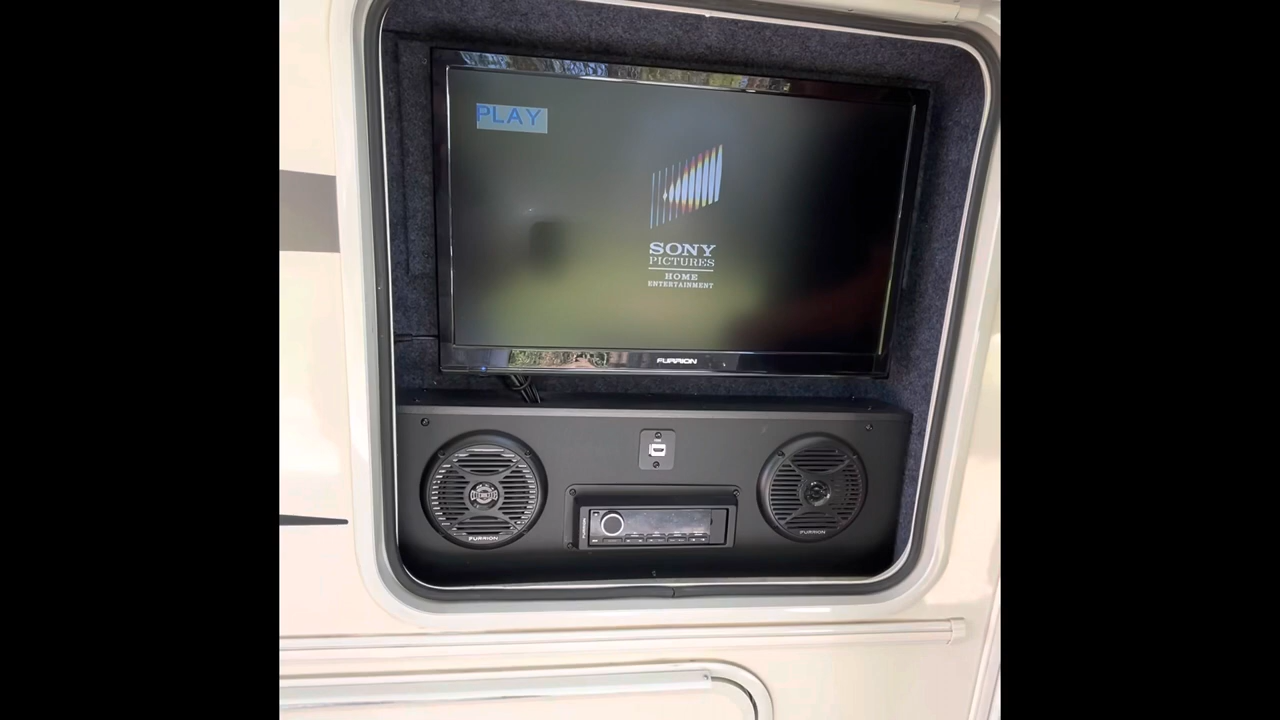 PLAY
SONY
PICTURES
HOME
ENTERTAINMENT
FURRION
FURRION
FURRION